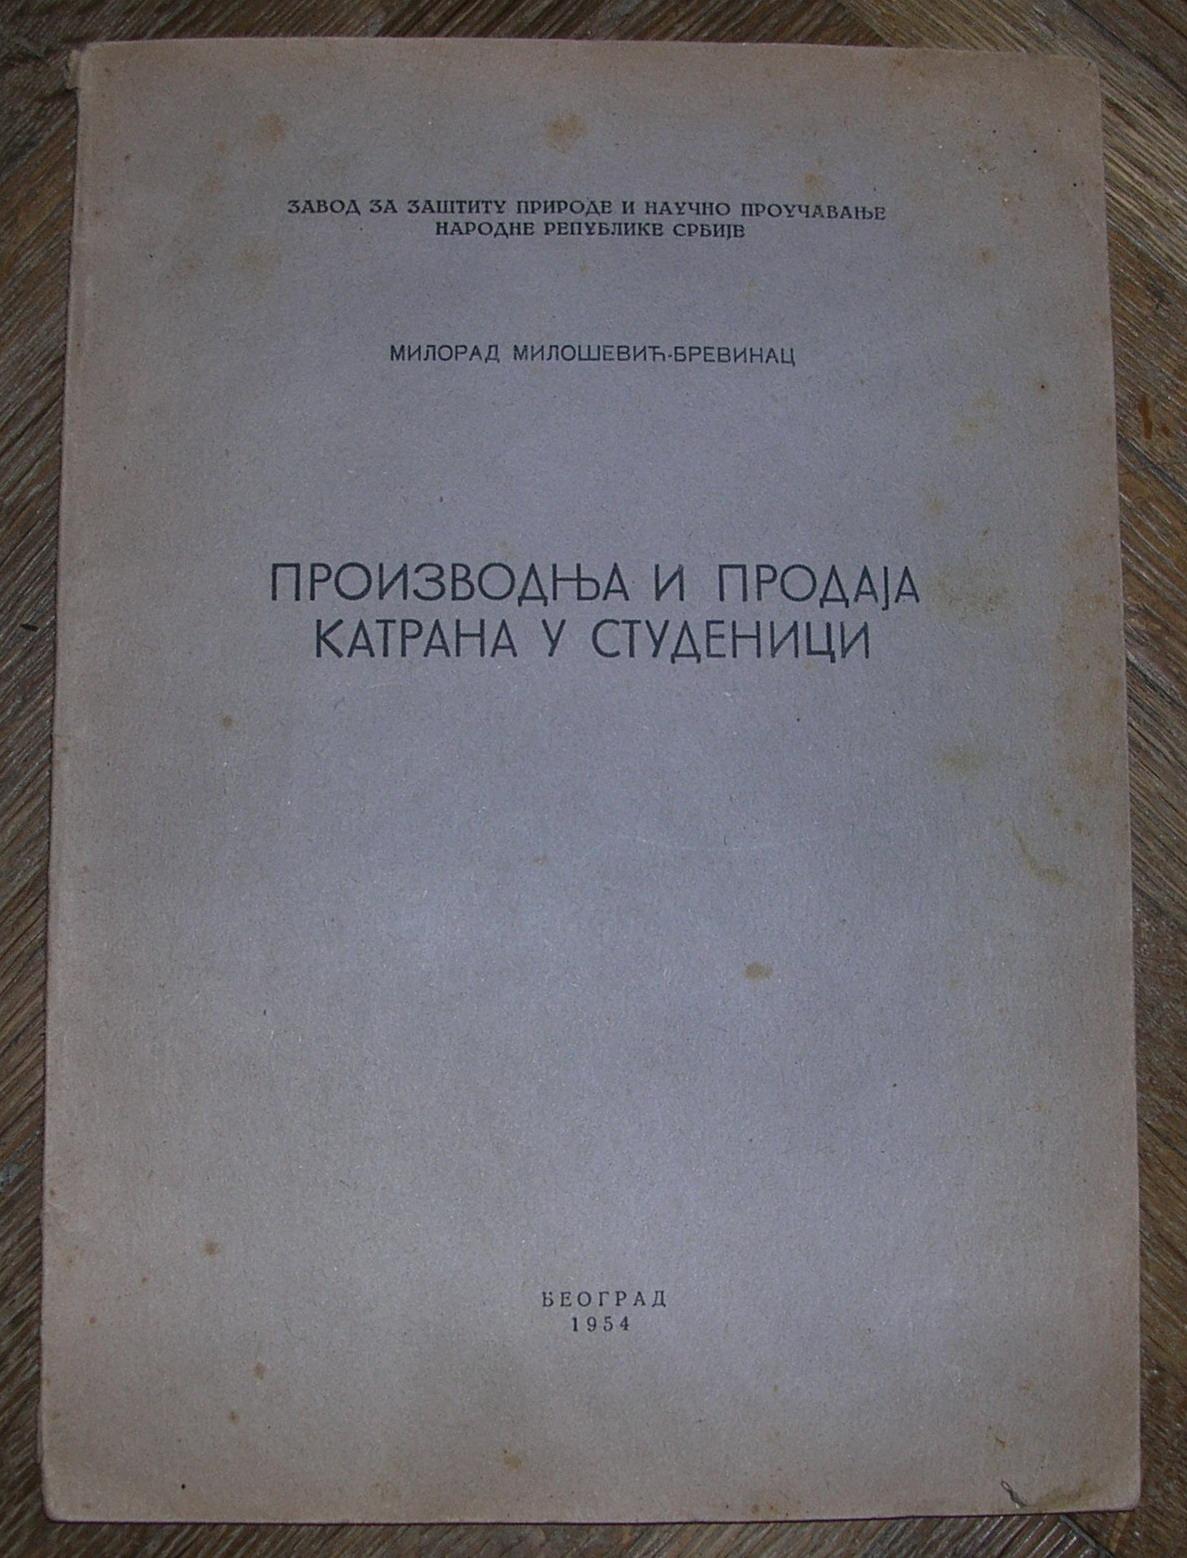 ЗАВОД ЗА ЗАШТИТУ ПРИРОДЕ И НАУЧНО ПРОУЧАВАЊЕ
НАРОДНЕ РЕПУБЛИКЕ СРБИЈЕ
МИЛОРАД МИЛОШЕВИЋ-БРЕВИНАЦ
ПРОИЗВОДЊА И ПРОДАЈА
КАТРАНА У СТУДЕНИЦИ
БЕОГРАД
1954